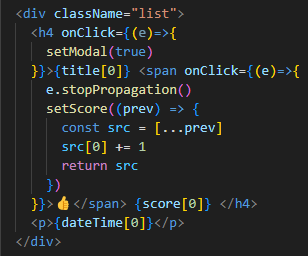 <div className="list">
  <h4 onClick={(e)=>{
    setModal(true)
  }}>{title[0]} <span onClick={(e)=>{
    e.stopPropagation()
    setScore((prev) => {
      const src = [...prev]
      src[0] += 1
      return src
    })
  }}>👍</span> {score[0]} </h4>
  <p>{dateTime[0]}</p>
</div>